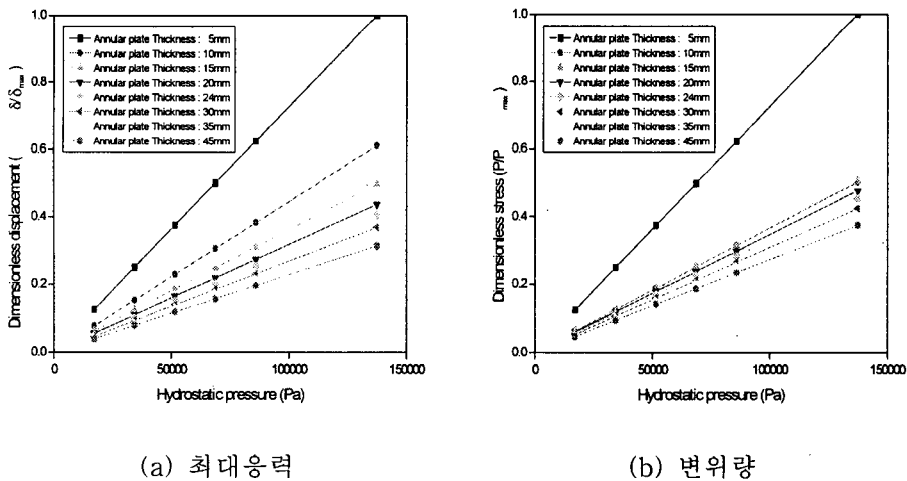 Dimensionless displacement ( δ/δmax)
1.0
0.8
0.6
0.4
0.2
0.0
Annular plate Thickness : 5mm
Annular plate Thickness : 10mm
Annular plate Thickness : 15mm
Annular plate Thickness : 20mm
Annular plate Thickness : 24mm
Annular plate Thickness : 30mm
Annular plate Thickness : 35mm
Annular plate Thickness : 45mm
0
50000
100000
150000
Hydrostatic pressure (Pa)
(a) 최대응력
Dimensionless stress (P/P max )
1.0
0.8
0.6
0.4
0.2
0.0
Annular plate Thickness : 5mm
Annular plate Thickness : 10mm
Annular plate Thickness : 15mm
Annular plate Thickness : 20mm
Annular plate Thickness : 24mm
Annular plate Thickness : 30mm
Annular plate Thickness : 35mm
Annular plate Thickness : 45mm
0
50000
100000
150000
Hydrostatic pressure (Pa)
(b) 변위량